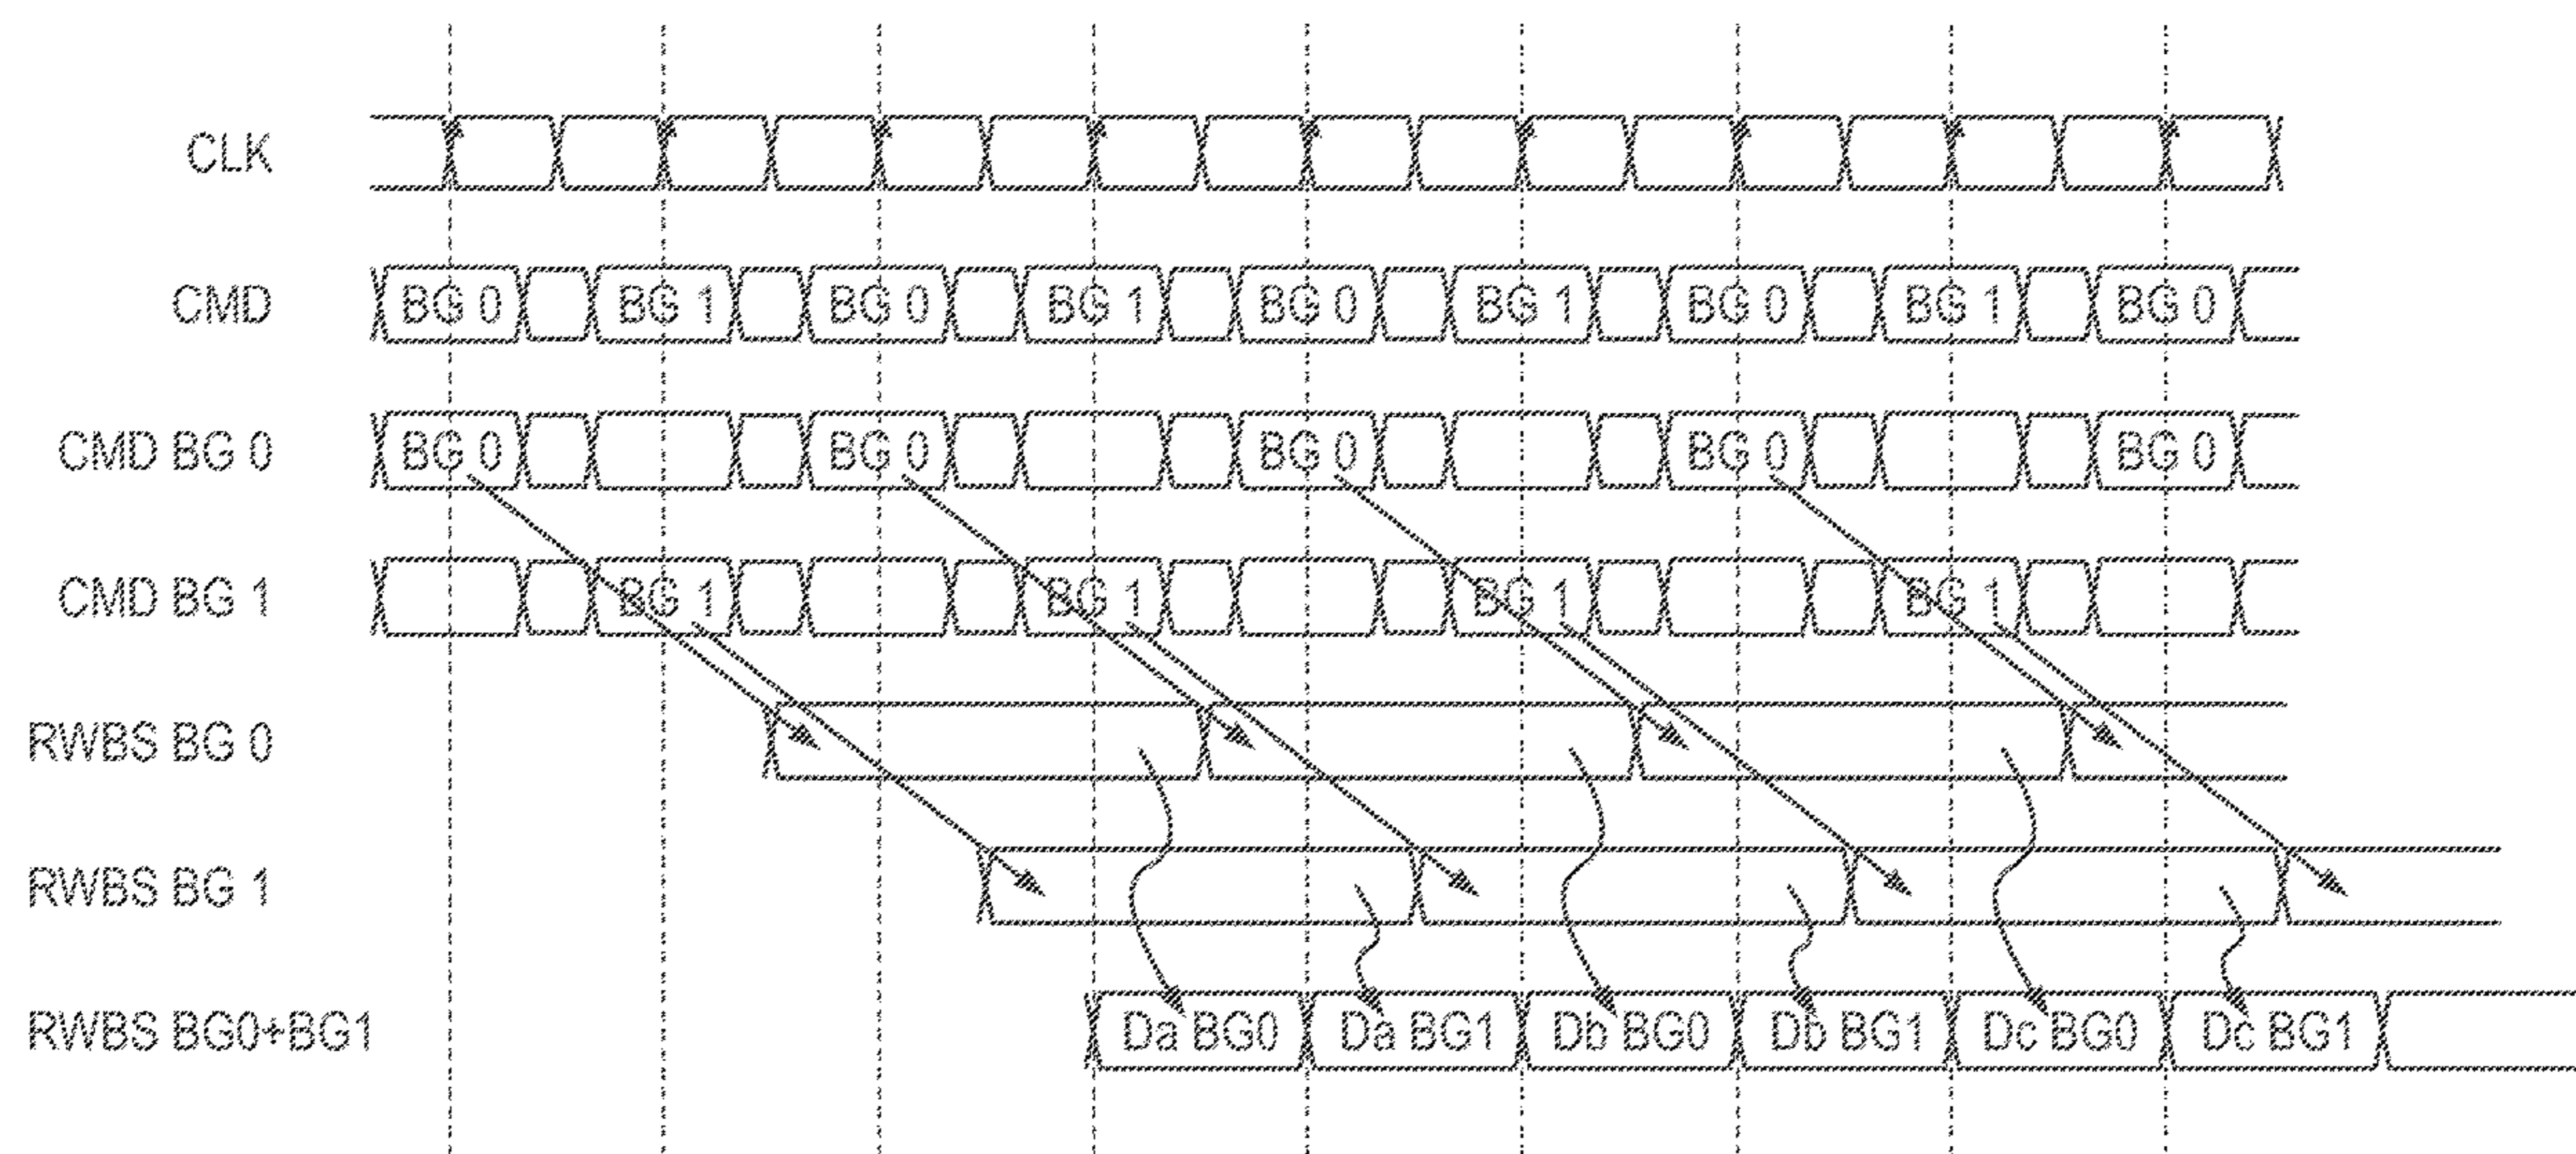 CLK
CMD BG 0 BG 1 BG 0 BG 1 BG 0 BG 1 BG 0 BG 1 BG 0
CMD BG 0 BG 0 BG 0 BG 0 BG 0 BG 0
CMD BG 1 BG 1 BG 1 BG 1 BG 1
RWBS BG 0
RWBS BG 1
RWBS BG0+BG1 Da BG0 Da BG1 Db BG0 Db BG1 Dc BG0 Dc BG1